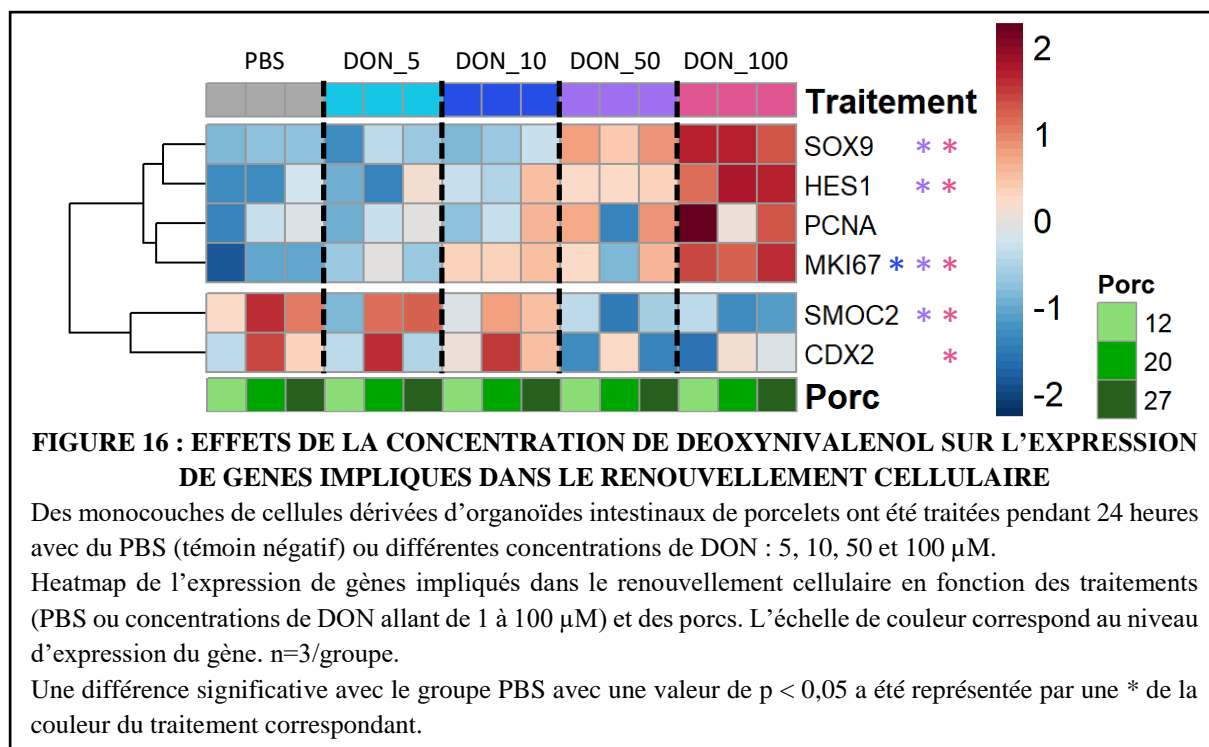 PBS DON_5 DON_10 DON_50 DON_100
Traitement
SOX9 * *
HES1 * *
PCNA
MKI67 * * *
SMOC2 * *
CDX2 *
Porc
2
1
0
-1
-2
Porc
12
20
27
FIGURE 16 : EFFETS DE LA CONCENTRATION DE DEOXYNIVALENOL SUR L’EXPRESSION
DE GENES IMPLIQUES DANS LE RENOUVELLEMENT CELLULAIRE
Des monocouches de cellules dérivées d’organoïdes intestinaux de porcelets ont été traitées pendant 24 heures
avec du PBS (témoin négatif) ou différentes concentrations de DON : 5, 10, 50 et 100 µM.
Heatmap de l’expression de gènes impliqués dans le renouvellement cellulaire en fonction des traitements
(PBS ou concentrations de DON allant de 1 à 100 µM) et des porcs. L’échelle de couleur correspond au niveau
d’expression du gène. n=3/groupe.
Une différence significative avec le groupe PBS avec une valeur de p < 0,05 a été représentée par une * de la
couleur du traitement correspondant.